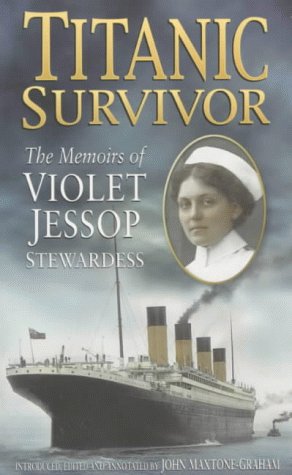 TITANIC
SURVIVOR
The Memoirs of
VIOLET
JESSOP
STEWARDESS
INTRODUCED, EDITED AND ANNOTATED BY JOHN MAXTONE-GRAHAM